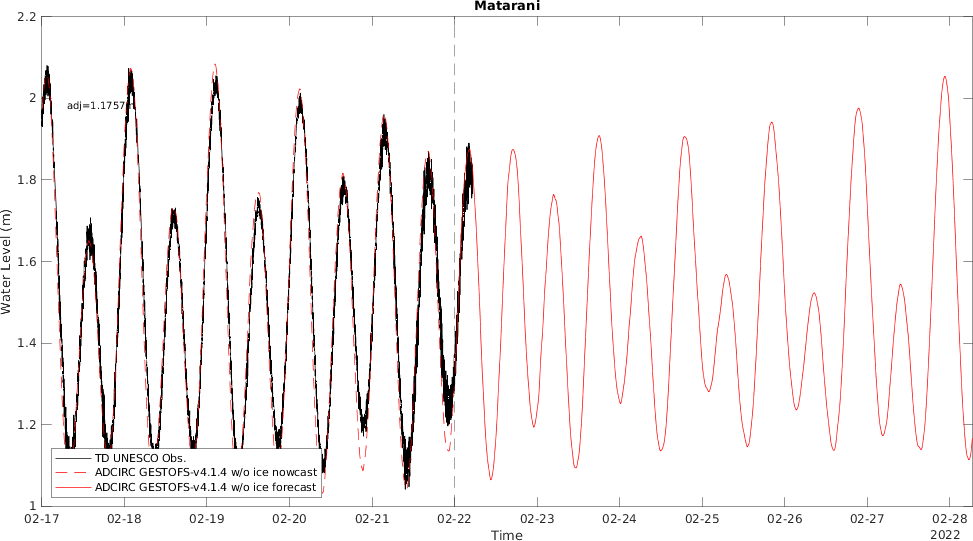 Matarani
2.2
2
1.8
1.6
1.4
1.2
1
Water Level (m)
adj=1.1757
TD UNESCO Obs.
ADCIRC GESTOFS-v4.1.4 w/o ice nowcast
ADCIRC GESTOFS-v4.1.4 w/o ice forecast
02-17 02-18 02-19 02-20 02-21 02-22 02-23 02-24 02-25 02-26 02-27 02-28
2022
Time